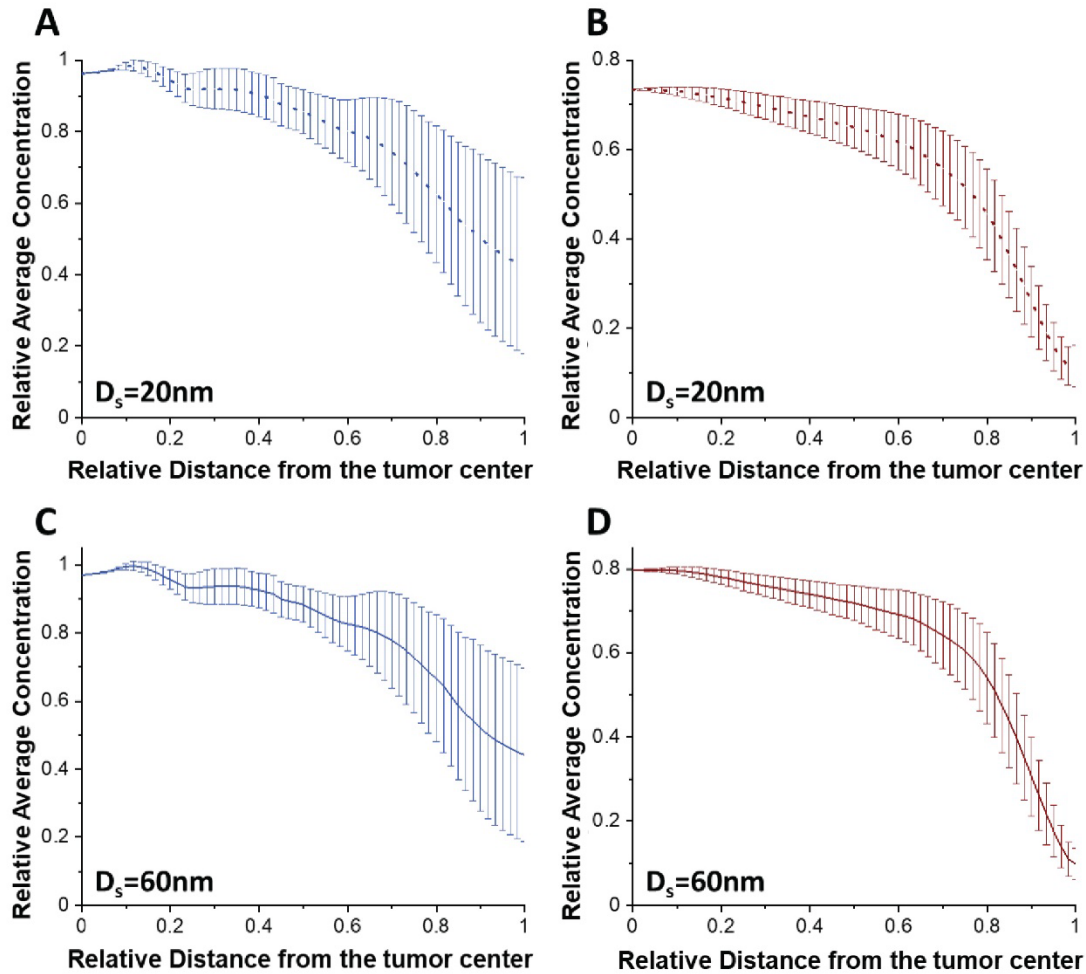 A
Relative Average Concentration
1
0.8
0.6
0.4
0.2
0
D_s=20nm
0 0.2 0.4 0.6 0.8 1
Relative Distance from the tumor center
B
Relative Average Concentration
0.8
0.6
0.4
0.2
0
D_s=20nm
0 0.2 0.4 0.6 0.8 1
Relative Distance from the tumor center
C
Relative Average Concentration
1
0.8
0.6
0.4
0.2
0
D_s=60nm
0 0.2 0.4 0.6 0.8 1
Relative Distance from the tumor center
D
Relative Average Concentration
0.8
0.6
0.4
0.2
0
D_s=60nm
0 0.2 0.4 0.6 0.8 1
Relative Distance from the tumor center